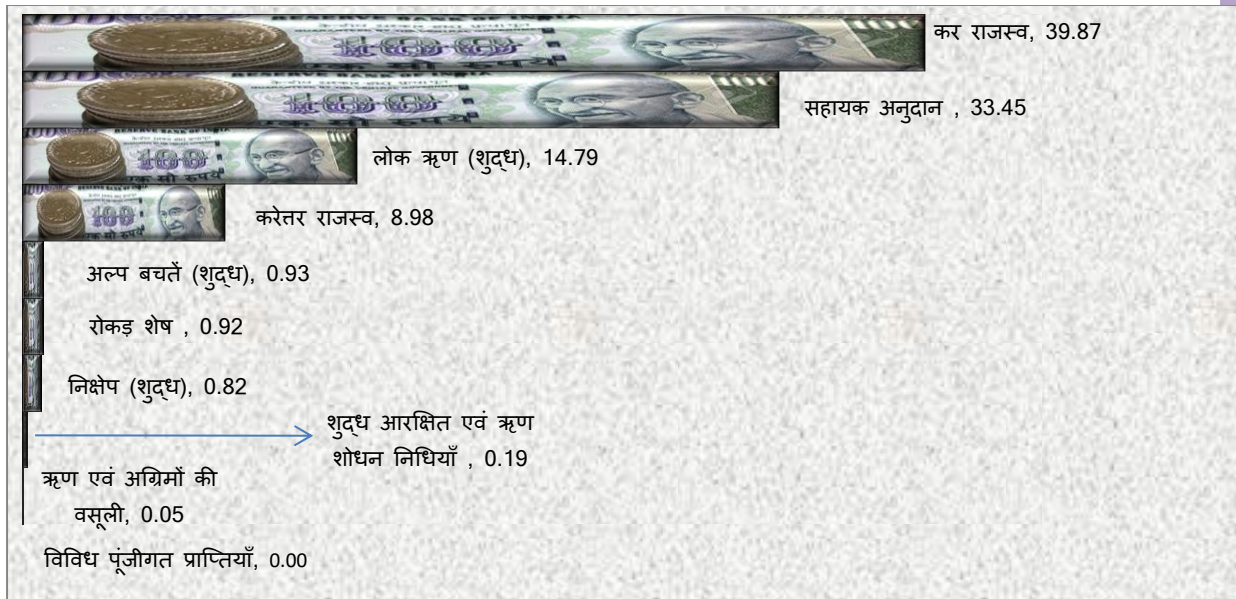 कर राजस्व, 39.87
सहायक अनुदान , 33.45
लोक ऋण (शुद्ध), 14.79
करेत्तर राजस्व, 8.98
अल्प बचतें (शुद्ध), 0.93
रोकड़ शेष , 0.92
निक्षेप (शुद्ध), 0.82
शुद्ध आरक्षित एवं ऋण
शोधन निधियाँ , 0.19
ऋण एवं अग्रिमों की
वसूली, 0.05
विविध पूंजीगत प्राप्तियाँ, 0.00